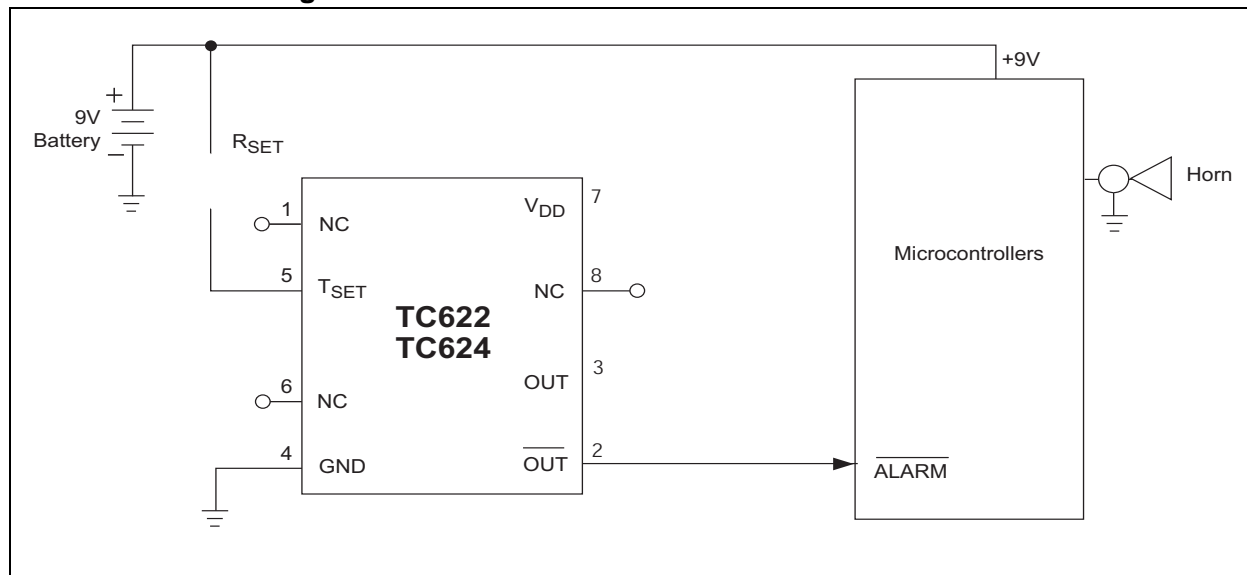 g
+9V
+
9V
Battery
−
RSET
1
NC
5
TSET
6
NC
4
GND
TC622
TC624
VDD
7
NC
8
OUT
3
OUT
2
ALARM
Microcontrollers
Horn